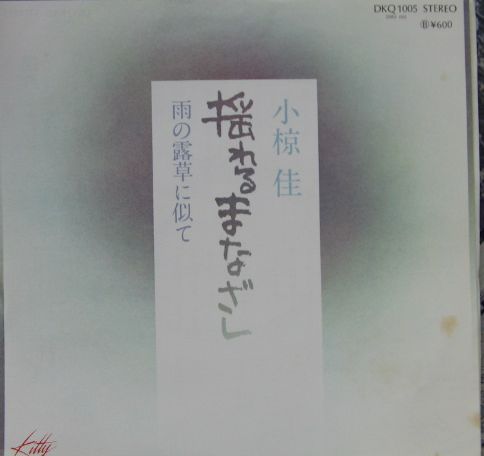 DKQ1005 STEREO
Ⓑ¥600
小椋佳
揺れるまなざし
雨の露草に似て
Kitty